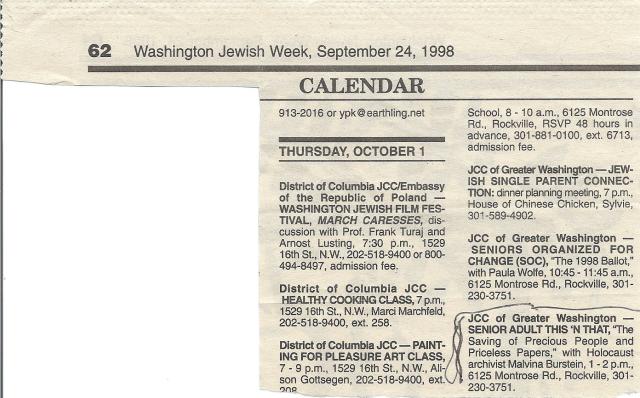 62 Washington Jewish Week, September 24, 1998
CALENDAR
913-2016 or ypk@earthling.net
THURSDAY, OCTOBER 1
District of Columbia JCC/Embassy
of the Republic of Poland —
WASHINGTON JEWISH FILM FES-
TIVAL, MARCH CARESSES, dis-
cussion with Prof. Frank Turaj and
Arnost Lusting, 7:30 p.m., 1529
16th St., N.W., 202-518-9400 or 800-
494-8497, admission fee.
District of Columbia JCC —
HEALTHY COOKING CLASS, 7 p.m.,
1529 16th St., N.W., Marci Marchfeld,
202-518-9400, ext. 258.
District of Columbia JCC — PAINT-
ING FOR PLEASURE ART CLASS,
7 - 9 p.m., 1529 16th St., N.W., Ali-
son Gottsegen, 202-518-9400, ext.
208
School, 8 - 10 a.m., 6125 Montrose
Rd., Rockville, RSVP 48 hours in
advance, 301-881-0100, ext. 6713,
admission fee.
JCC of Greater Washington — JEW-
ISH SINGLE PARENT CONNEC-
TION: dinner planning meeting, 7 p.m.,
House of Chinese Chicken, Sylvie,
301-589-4902.
JCC of Greater Washington —
SENIORS ORGANIZED FOR
CHANGE (SOC), "The 1998 Ballot,"
with Paula Wolfe, 10:45 - 11:45 a.m.,
6125 Montrose Rd., Rockville, 301-
230-3751.
JCC of Greater Washington —
SENIOR ADULT THIS 'N THAT, "The
Saving of Precious People and
Priceless Papers," with Holocaust
archivist Malvina Burstein, 1 - 2 p.m.,
6125 Montrose Rd., Rockville, 301-
230-3751.